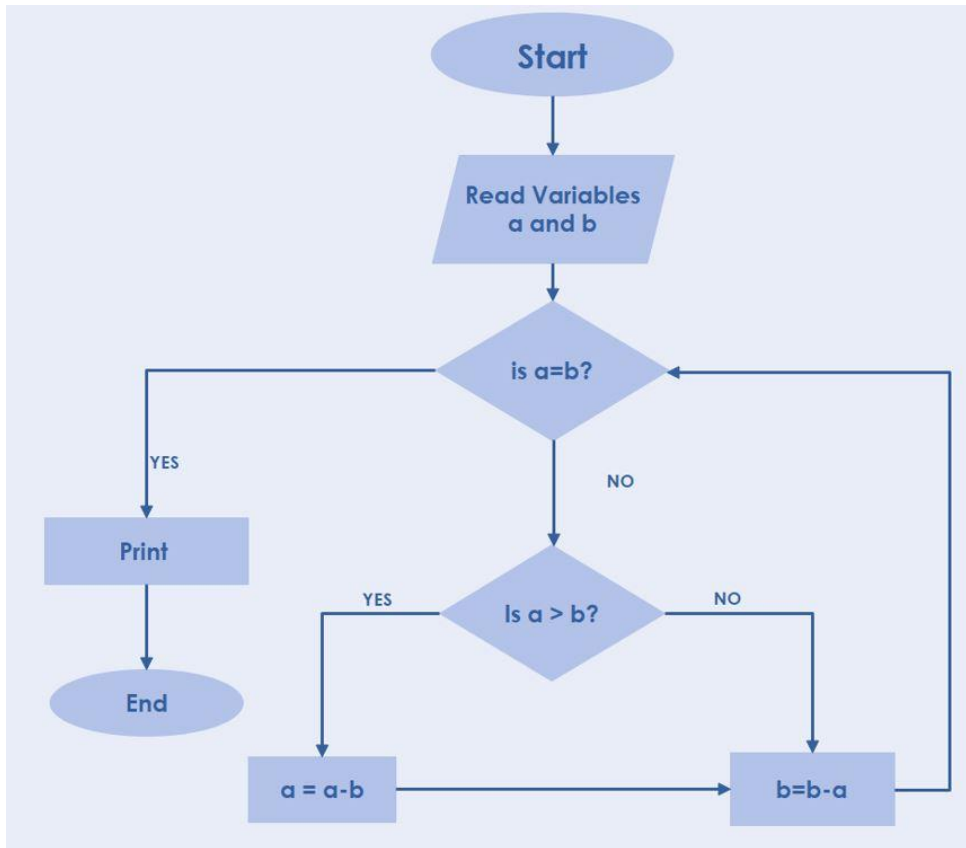 Start
Read Variables
a and b
is a=b?
YES
NO
Print
YES
Is a > b?
NO
End
a = a-b
b=b-a